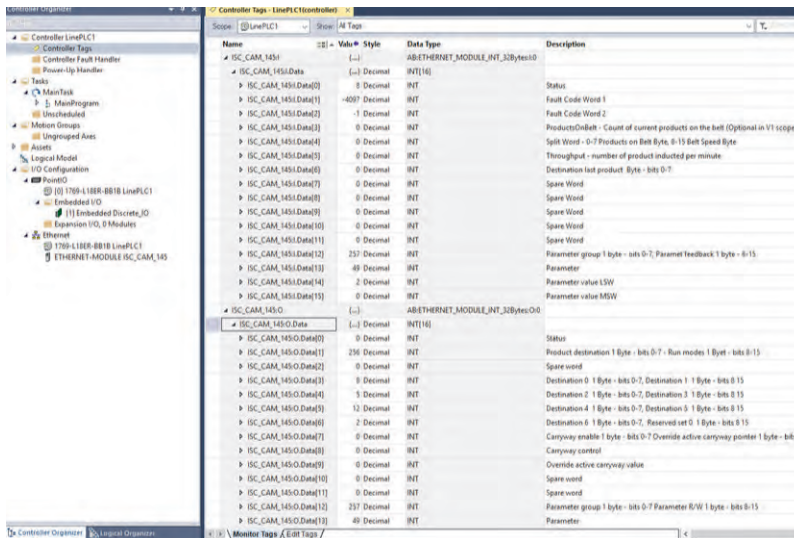 Controller Organizer
Controller Tags - LinePLC1(controller) ×
Scope: LinePLC1 Show: All Tags
Controller LinePLC1
Controller Tags
Controller Fault Handler
Power-Up Handler
Tasks
MainTask
MainProgram
Unscheduled
Motion Groups
Ungrouped Axes
Assets
Logical Model
I/O Configuration
PointIO
[0] 1769-L18ER-BB1B LinePLC1
Embedded I/O
[1] Embedded Discrete_IO
Expansion I/O, 0 Modules
Ethernet
1769-L18ER-BB1B LinePLC1
ETHERNET-MODULE ISC_CAM_145
Name Value Style Data Type Description
ISC_CAM_145:I {...} AB:ETHERNET_MODULE_INT_32Bytes:I:0
ISC_CAM_145:I.Data {...} Decimal INT[16]
ISC_CAM_145:I.Data[0] Decimal INT Status
ISC_CAM_145:I.Data[1] -4097 Decimal INT Fault Code Word 1
ISC_CAM_145:I.Data[2] -1 Decimal INT Fault Code Word 2
ISC_CAM_145:I.Data[3] 0 Decimal INT ProductsOnBelt - Count of current products on the belt (Optional in V1 scope
ISC_CAM_145:I.Data[4] 0 Decimal INT Split Word - 0-7 Products on Belt Byte, 8-15 Belt Speed Byte
ISC_CAM_145:I.Data[5] 0 Decimal INT Throughput - number of product inducted per minute
ISC_CAM_145:I.Data[6] 0 Decimal INT Destination last product Byte - bits 0-7
ISC_CAM_145:I.Data[7] 0 Decimal INT Spare Word
ISC_CAM_145:I.Data[8] 0 Decimal INT Spare Word
ISC_CAM_145:I.Data[9] 0 Decimal INT Spare Word
ISC_CAM_145:I.Data[10] 0 Decimal INT Spare Word
ISC_CAM_145:I.Data[11] 0 Decimal INT Spare Word
ISC_CAM_145:I.Data[12] 257 Decimal INT Parameter group 1 byte - bits 0-7, Paramet feedback 1 byte - 8-15
ISC_CAM_145:I.Data[13] 49 Decimal INT Parameter
ISC_CAM_145:I.Data[14] 2 Decimal INT Parameter value LSW
ISC_CAM_145:I.Data[15] 0 Decimal INT Parameter value MSW
ISC_CAM_145:O {...} AB:ETHERNET_MODULE_INT_32Bytes:O:0
ISC_CAM_145:O.Data {...} Decimal INT[16]
ISC_CAM_145:O.Data[0] 0 Decimal INT Status
ISC_CAM_145:O.Data[1] 256 Decimal INT Product destination 1 Byte - bits 0-7 - Run modes 1 Byet - bits 8-15
ISC_CAM_145:O.Data[2] 0 Decimal INT Spare word
ISC_CAM_145:O.Data[3] Decimal INT Destination 0 1 Byte - bits 0-7, Destination 1 1 Byte - bits 8 15
ISC_CAM_145:O.Data[4] 5 Decimal INT Destination 2 1 Byte - bits 0-7, Destination 3 1 Byte - bits 8 15
ISC_CAM_145:O.Data[5] 12 Decimal INT Destination 4 1 Byte - bits 0-7, Destination 5 1 Byte - bits 8 15
ISC_CAM_145:O.Data[6] 2 Decimal INT Destination 6 1 Byte - bits 0-7, Reserved set 0 1 Byte - bits 8 15
ISC_CAM_145:O.Data[7] 0 Decimal INT Carryway enable 1 byte - bits 0-7 Override active carryway pointer 1 byte - bit
ISC_CAM_145:O.Data[8] 0 Decimal INT Carryway control
ISC_CAM_145:O.Data[9] 0 Decimal INT Override active carryway value
ISC_CAM_145:O.Data[10] 0 Decimal INT Spare word
ISC_CAM_145:O.Data[11] 0 Decimal INT Spare word
ISC_CAM_145:O.Data[12] 257 Decimal INT Parameter group 1 byte - bits 0-7 Parameter R/W 1 byte - bits 8-15
ISC_CAM_145:O.Data[13] 49 Decimal INT Parameter
Controller Organizer Logical Organizer
Monitor Tags Edit Tags